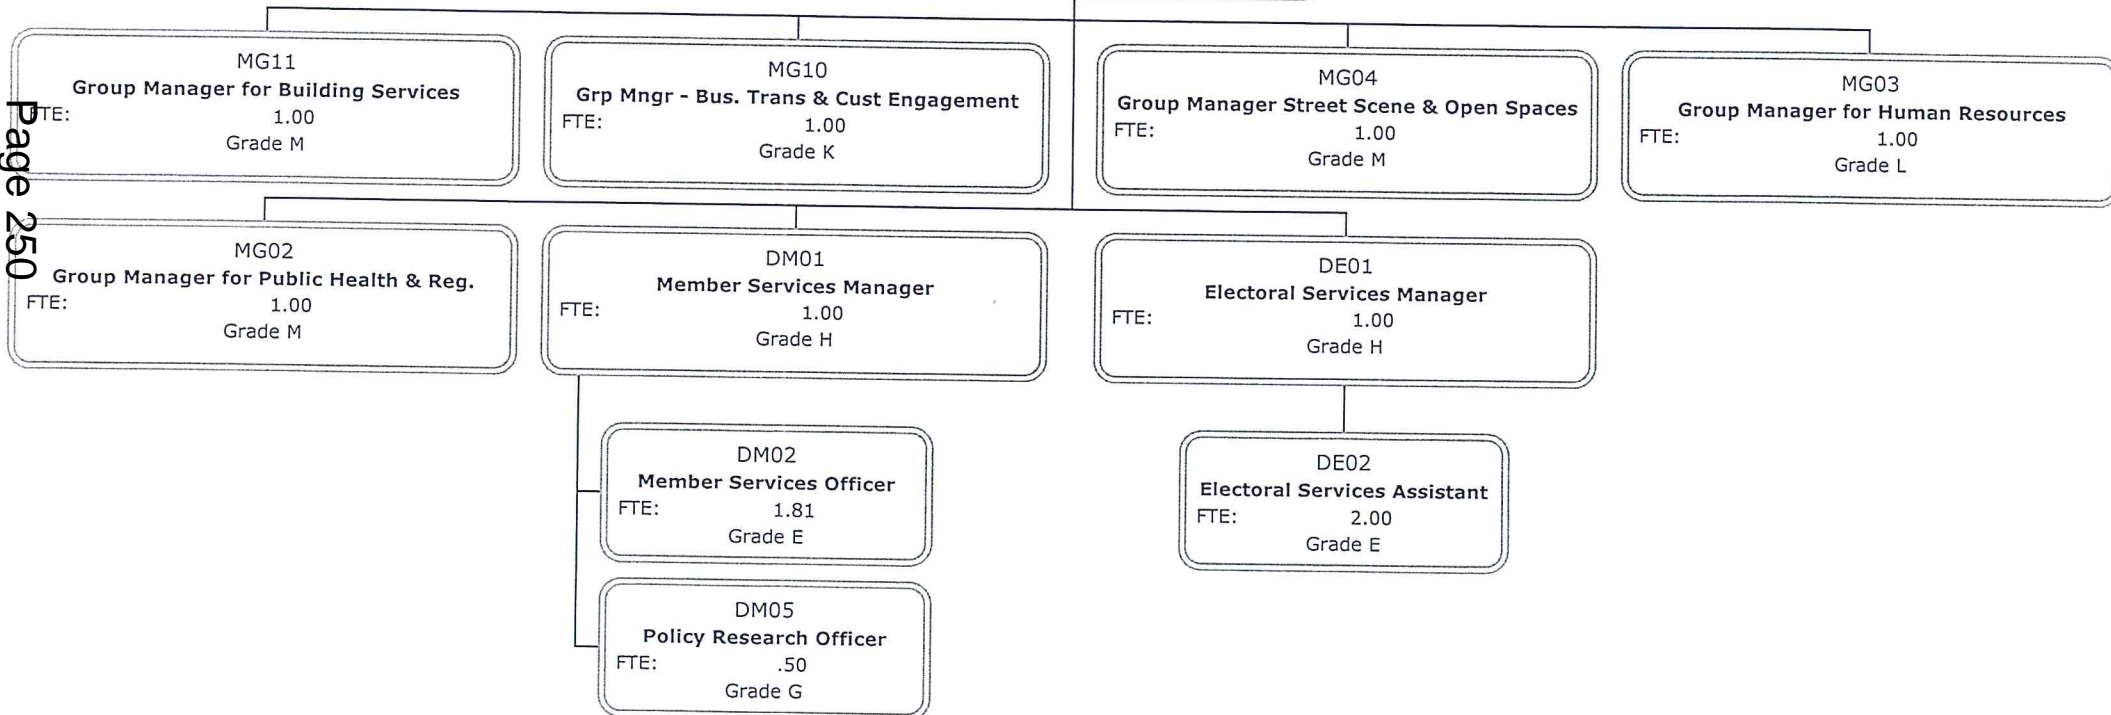 MG11
Group Manager for Building Services
FTE: 1.00
Grade M
MG10
Grp Mngr - Bus. Trans & Cust Engagement
FTE: 1.00
Grade K
MG04
Group Manager Street Scene & Open Spaces
FTE: 1.00
Grade M
MG03
Group Manager for Human Resources
FTE: 1.00
Grade L
Page 250
MG02
Group Manager for Public Health & Reg.
FTE: 1.00
Grade M
DM01
Member Services Manager
FTE: 1.00
Grade H
DE01
Electoral Services Manager
FTE: 1.00
Grade H
DM02
Member Services Officer
FTE: 1.81
Grade E
DE02
Electoral Services Assistant
FTE: 2.00
Grade E
DM05
Policy Research Officer
FTE: .50
Grade G